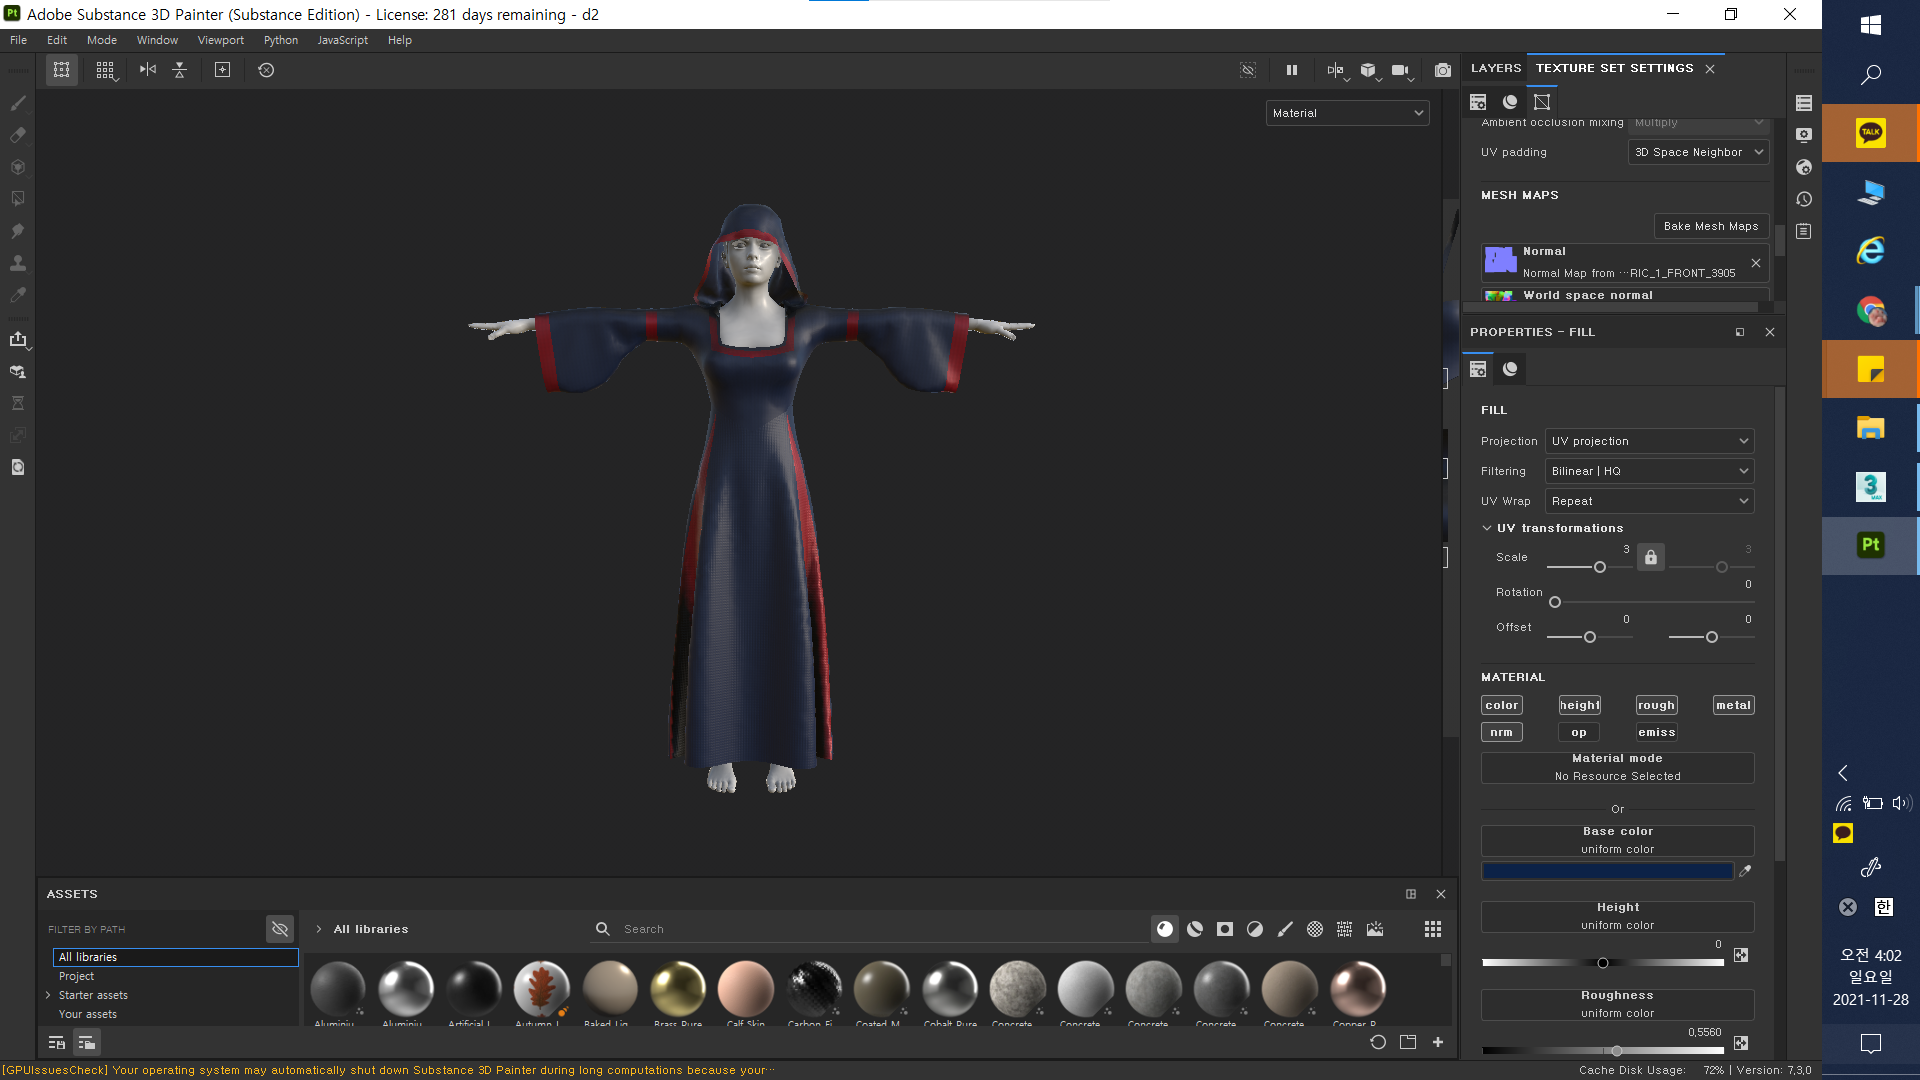 Pt Adobe Substance 3D Painter (Substance Edition) - License: 281 days remaining - d2
File Edit Mode Window Viewport Python JavaScript Help
Material
LAYERS TEXTURE SET SETTINGS
Ambient occlusion mixing Multiply
UV padding 3D Space Neighbor
MESH MAPS
Bake Mesh Maps
Normal
Normal Map from ···RIC_1_FRONT_3905
World space normal
PROPERTIES - FILL
FILL
Projection UV projection
Filtering Bilinear | HQ
UV Wrap Repeat
UV transformations
Scale 3 3
Rotation 0
Offset 0 0
MATERIAL
color height rough metal
nrm op emiss
Material mode
No Resource Selected
Or
Base color
uniform color
Height
uniform color
0
Roughness
uniform color
0,5560
ASSETS
FILTER BY PATH
All libraries
Project
Starter assets
Your assets
All libraries
Search
Aluminiu... Aluminiu... Artificial L... Autumn L... Baked Lig... Brass Pure Calf Skin Carbon Fi... Coated M... Cobalt Pure Concrete... Concrete... Concrete... Concrete... Concrete... Copper P...
[GPUIssuesCheck] Your operating system may automatically shut down Substance 3D Painter during long computations because your···
Cache Disk Usage: 72% | Version: 7,3,0
TALK
3
MAX
Pt
한
오전 4:02
일요일
2021-11-28